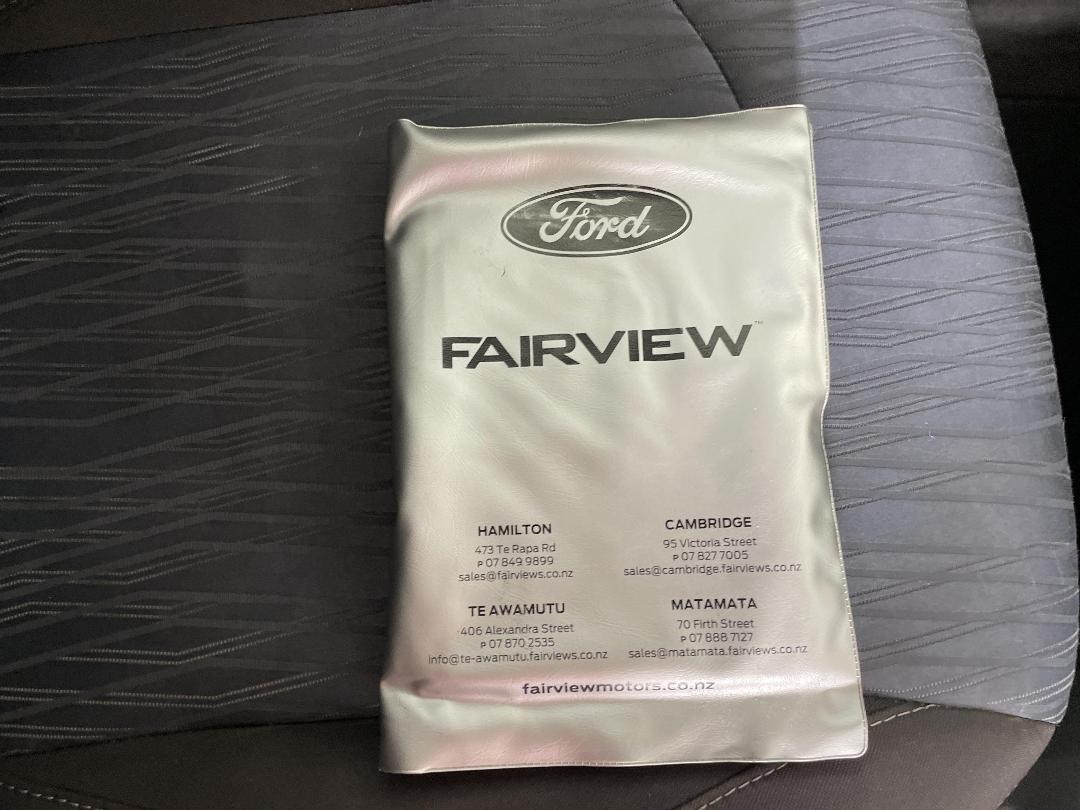 Ford
FAIRVIEW™
HAMILTON
473 Te Rapa Rd
P 07 849 9899
sales@fairviews.co.nz
CAMBRIDGE
95 Victoria Street
P 07 827 7005
sales@cambridge.fairviews.co.nz
TE AWAMUTU
406 Alexandra Street
P 07 870 2535
info@te-awamutu.fairviews.co.nz
MATAMATA
70 Firth Street
P 07 888 7127
sales@matamata.fairviews.co.nz
fairviewmotors.co.nz